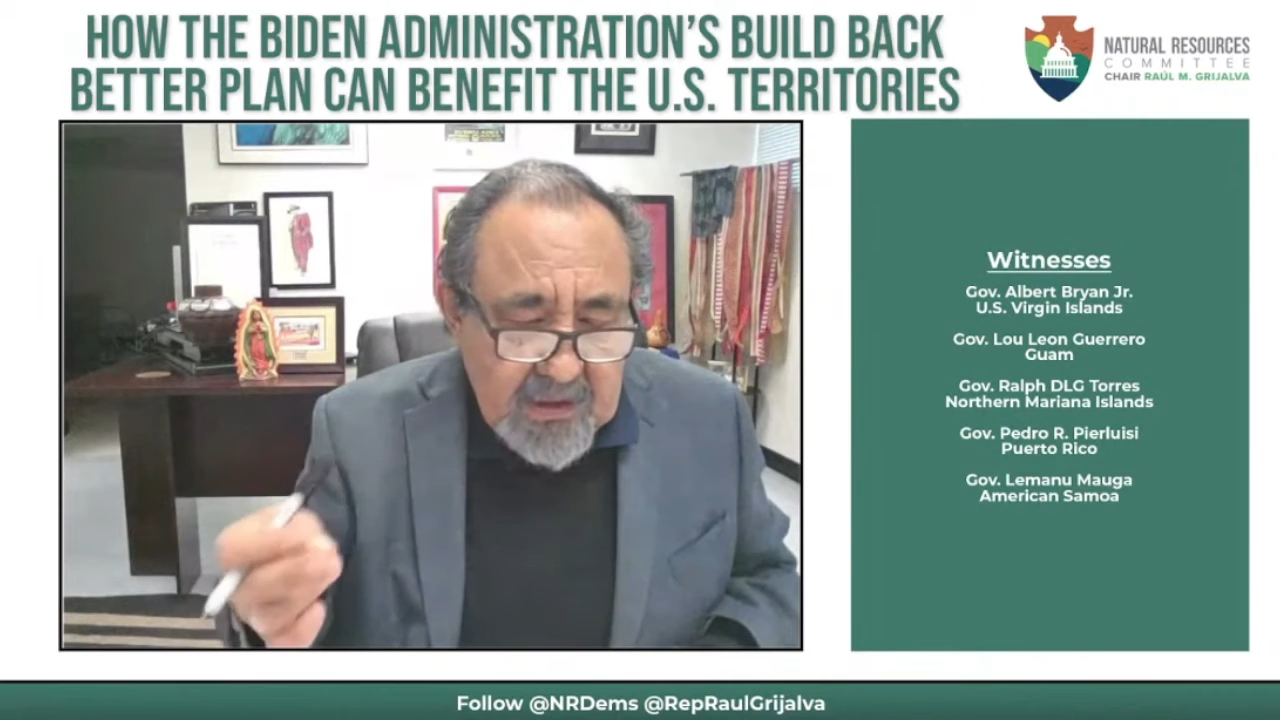 HOW THE BIDEN ADMINISTRATION'S BUILD BACK
BETTER PLAN CAN BENEFIT THE U.S. TERRITORIES
NATURAL RESOURCES
COMMITTEE
CHAIR RAÚL M. GRIJALVA
Witnesses
Gov. Albert Bryan Jr.
U.S. Virgin Islands
Gov. Lou Leon Guerrero
Guam
Gov. Ralph DLG Torres
Northern Mariana Islands
Gov. Pedro R. Pierluisi
Puerto Rico
Gov. Lemanu Mauga
American Samoa
Follow @NRDems @RepRaulGrijalva